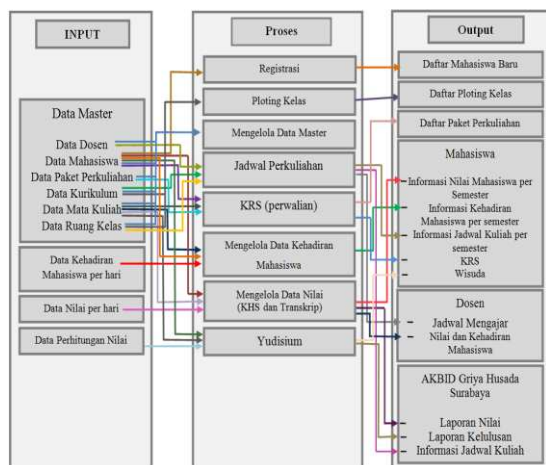 INPUT
Data Master
Data Dosen
Data Mahasiswa
Data Paket Perkuliahan
Data Kurikulum
Data Mata Kuliah
Data Ruang Kelas
Data Kehadiran
Mahasiswa per hari
Data Nilai per hari
Data Perhitungan Nilai
Proses
Registrasi
Ploting Kelas
Mengelola Data Master
Jadwal Perkuliahan
KRS (perwalian)
Mengelola Data Kehadiran
Mahasiswa
Mengelola Data Nilai
(KHS dan Transkrip)
Yudisium
Output
Daftar Mahasiswa Baru
Daftar Ploting Kelas
Daftar Paket Perkuliahan
Mahasiswa
Informasi Nilai Mahasiswa per
Semester
Informasi Kehadiran
Mahasiswa per semester
Informasi Jadwal Kuliah per
semester
KRS
Wisuda
Dosen
Jadwal Mengajar
Nilai dan Kehadiran
Mahasiswa
AKBID Griya Husada
Surabaya
Laporan Nilai
Laporan Kelulusan
Informasi Jadwal Kuliah